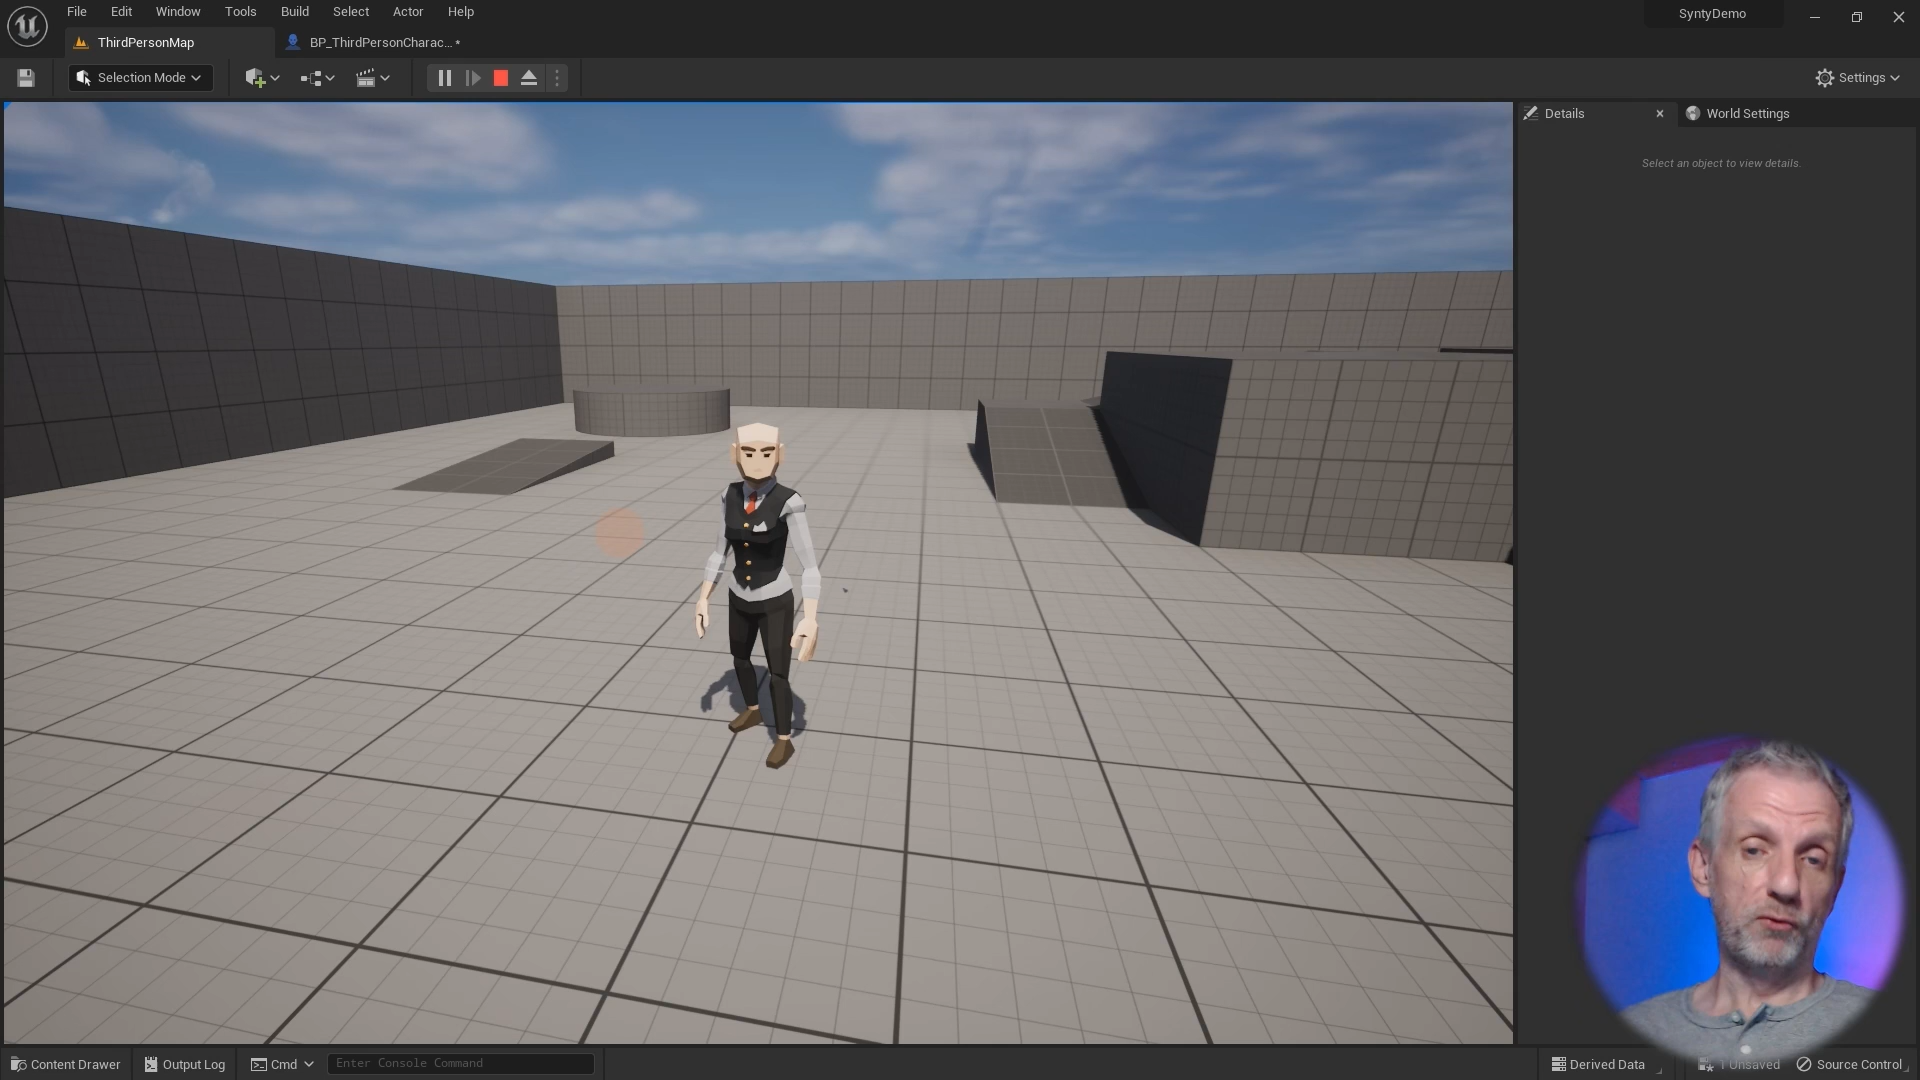 File Edit Window Tools Build Select Actor Help
SyntyDemo
ThirdPersonMap
BP_ThirdPersonCharac... *
Selection Mode
Settings
Details
World Settings
Select an object to view details.
Content Drawer
Output Log
Cmd
Enter Console Command
Derived Data
1 Unsaved
Source Control